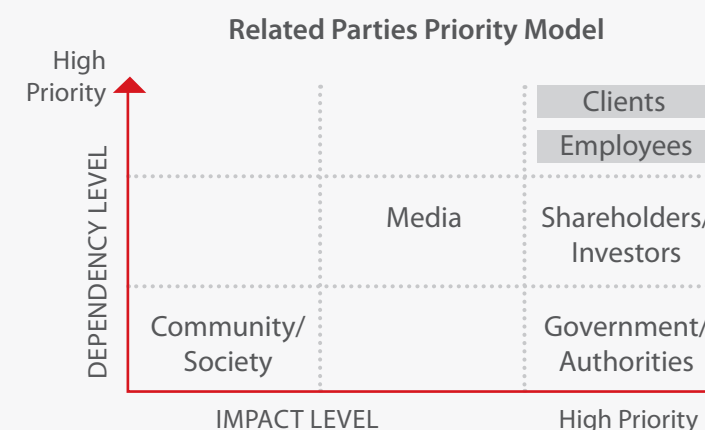 Related Parties Priority Model
High
Priority
DEPENDENCY LEVEL
Clients
Employees
Media
Shareholders/
Investors
Community/
Society
Government/
Authorities
IMPACT LEVEL
High Priority